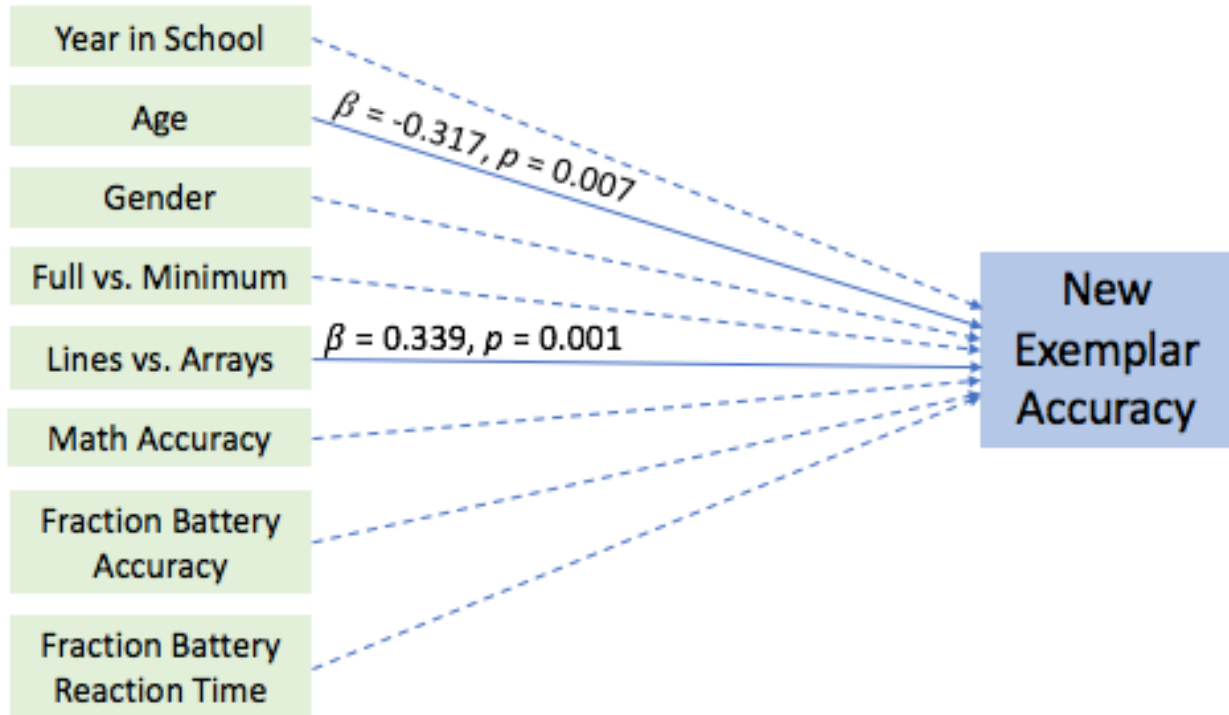 Year in School
Age
β = -0.317, p = 0.007
Gender
Full vs. Minimum
Lines vs. Arrays
β = 0.339, p = 0.001
Math Accuracy
Fraction Battery
Accuracy
Fraction Battery
Reaction Time
New
Exemplar
Accuracy